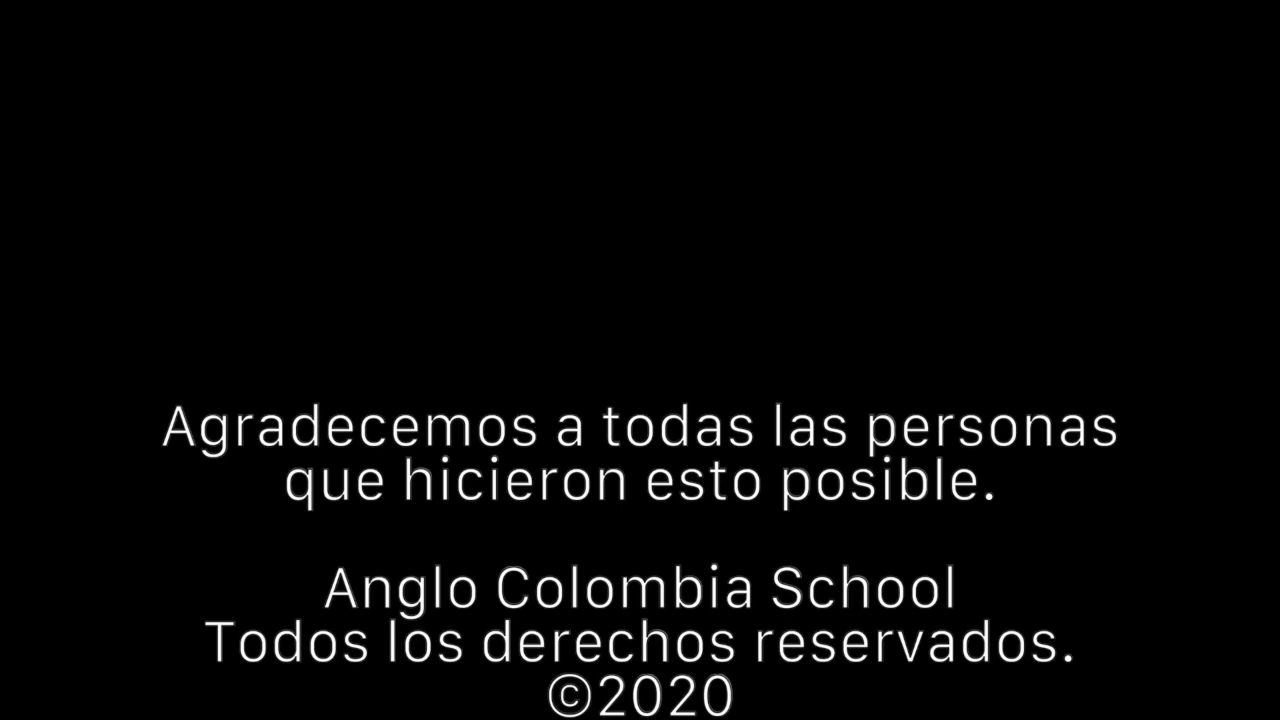 Agradecemos a todas las personas
que hicieron esto posible.
Anglo Colombia School
Todos los derechos reservados.
©2020